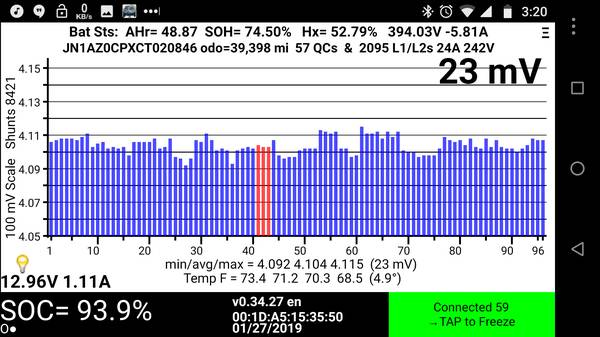 0 KB/s 3:20
Bat Sts: AHr= 48.87 SOH= 74.50% Hx= 52.79% 394.03V -5.81A
JN1AZ0CPXCT020846 odo=39,398 mi 57 QCs & 2095 L1/L2s 24A 242V
23 mV
100 mV Scale Shunts 8421
4.15
4.13
4.11
4.09
4.07
4.05
1 10 20 30 40 50 60 70 80 90 96
min/avg/max = 4.092 4.104 4.115 (23 mV)
Temp F = 73.4 71.2 70.3 68.5 (4.9°)
12.96V 1.11A
SOC= 93.9%
v0.34.27 en
00:1D:A5:15:35:50
01/27/2019
Connected 59
→TAP to Freeze